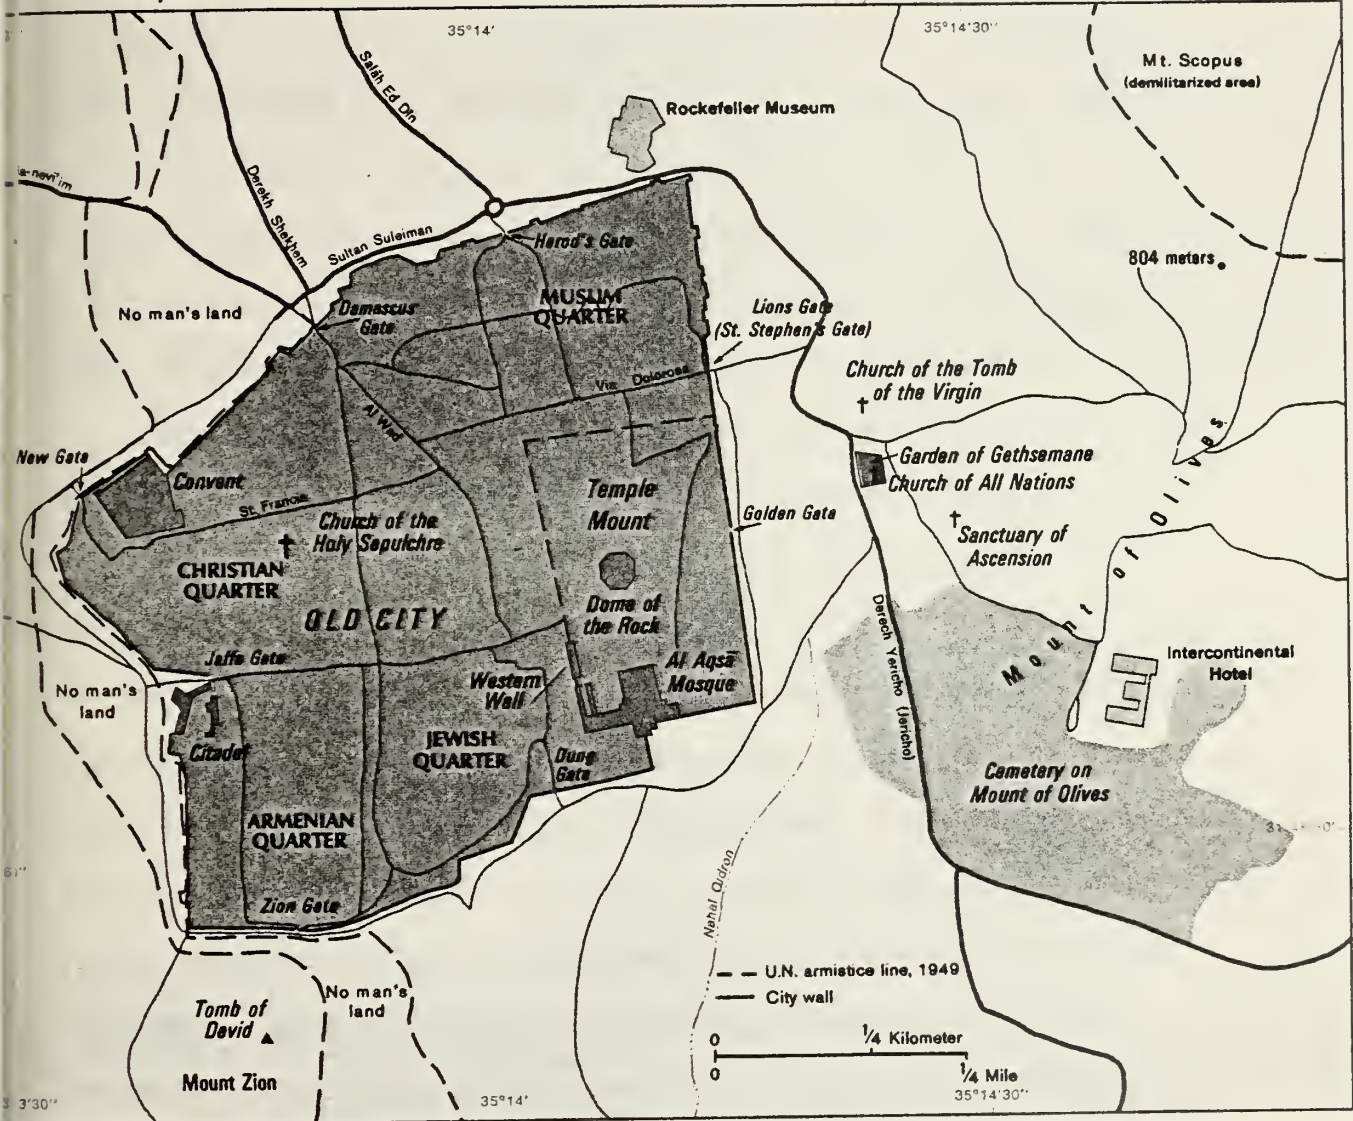 35°14'
35°14'30''
Mt. Scopus
(demilitarized area)
Salāh Ed Dīn
Rockefeller Museum
Derekh Shekhem
Sultan Suleiman
Herod's Gate
804 meters
No man's land
Damascus
Gate
MUSLIM
QUARTER
Lions Gate
(St. Stephen's Gate)
Church of the Tomb
of the Virgin
Via Dolorosa
Al Wad
New Gate
Convent
St. Francis
Church of the
Holy Sepulchre
Temple
Mount
Golden Gate
Garden of Gethsemane
Church of All Nations
Mount of Olives
Sanctuary of
Ascension
CHRISTIAN
QUARTER
OLD CITY
Dome of
the Rock
Derech Yericho (Jericho)
Jaffa Gate
Western
Wall
Al Aqsā
Mosque
Intercontinental
Hotel
No man's
land
Citadel
JEWISH
QUARTER
Dung
Gate
Cemetery on
Mount of Olives
ARMENIAN
QUARTER
Zion Gate
Nahal Qidron
U.N. armistice line, 1949
City wall
No man's
land
Tomb of
David
Mount Zion
0 1/4 Kilometer
0 1/4 Mile
3'30''
35°14'
35°14'30''